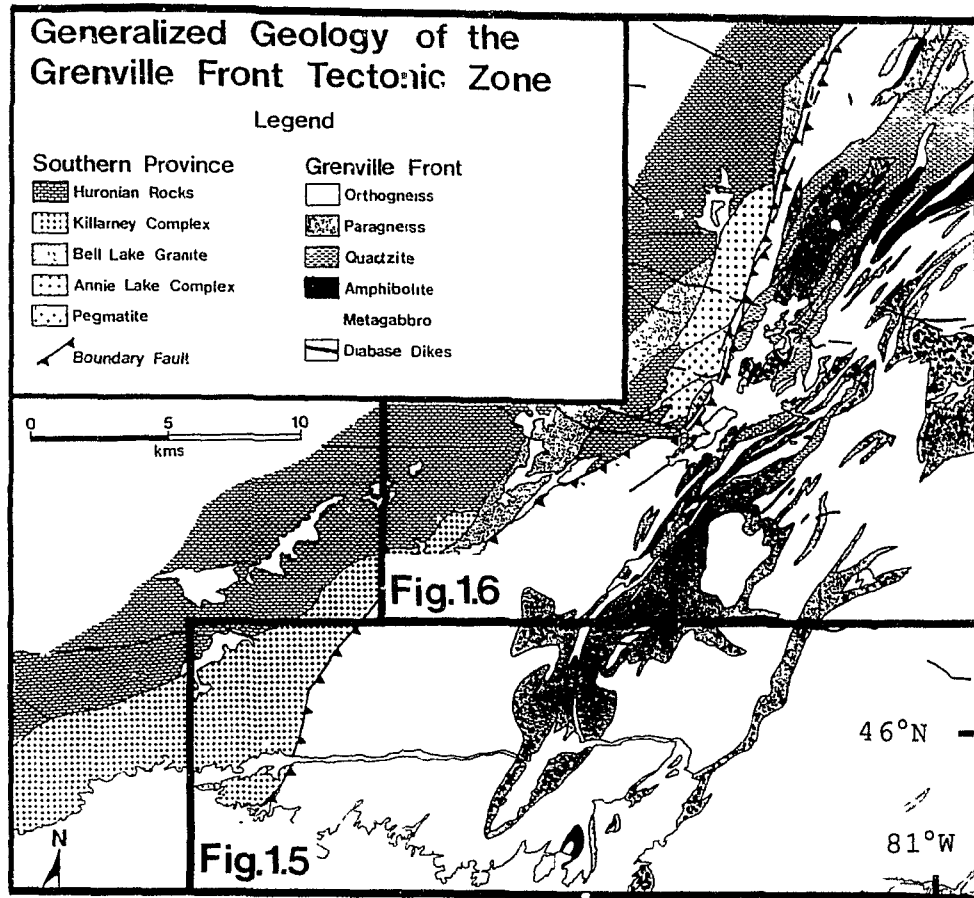 Generalized Geology of the
Grenville Front Tectonic Zone
Legend
Southern Province
Huronian Rocks
Killarney Complex
Bell Lake Granite
Annie Lake Complex
Pegmatite
Boundary Fault
Grenville Front
Orthogneiss
Paragneiss
Quartzite
Amphibolite
Metagabbro
Diabase Dikes
0 5 10
kms
Fig.1.6
46°N
81°W
Fig.1.5
N